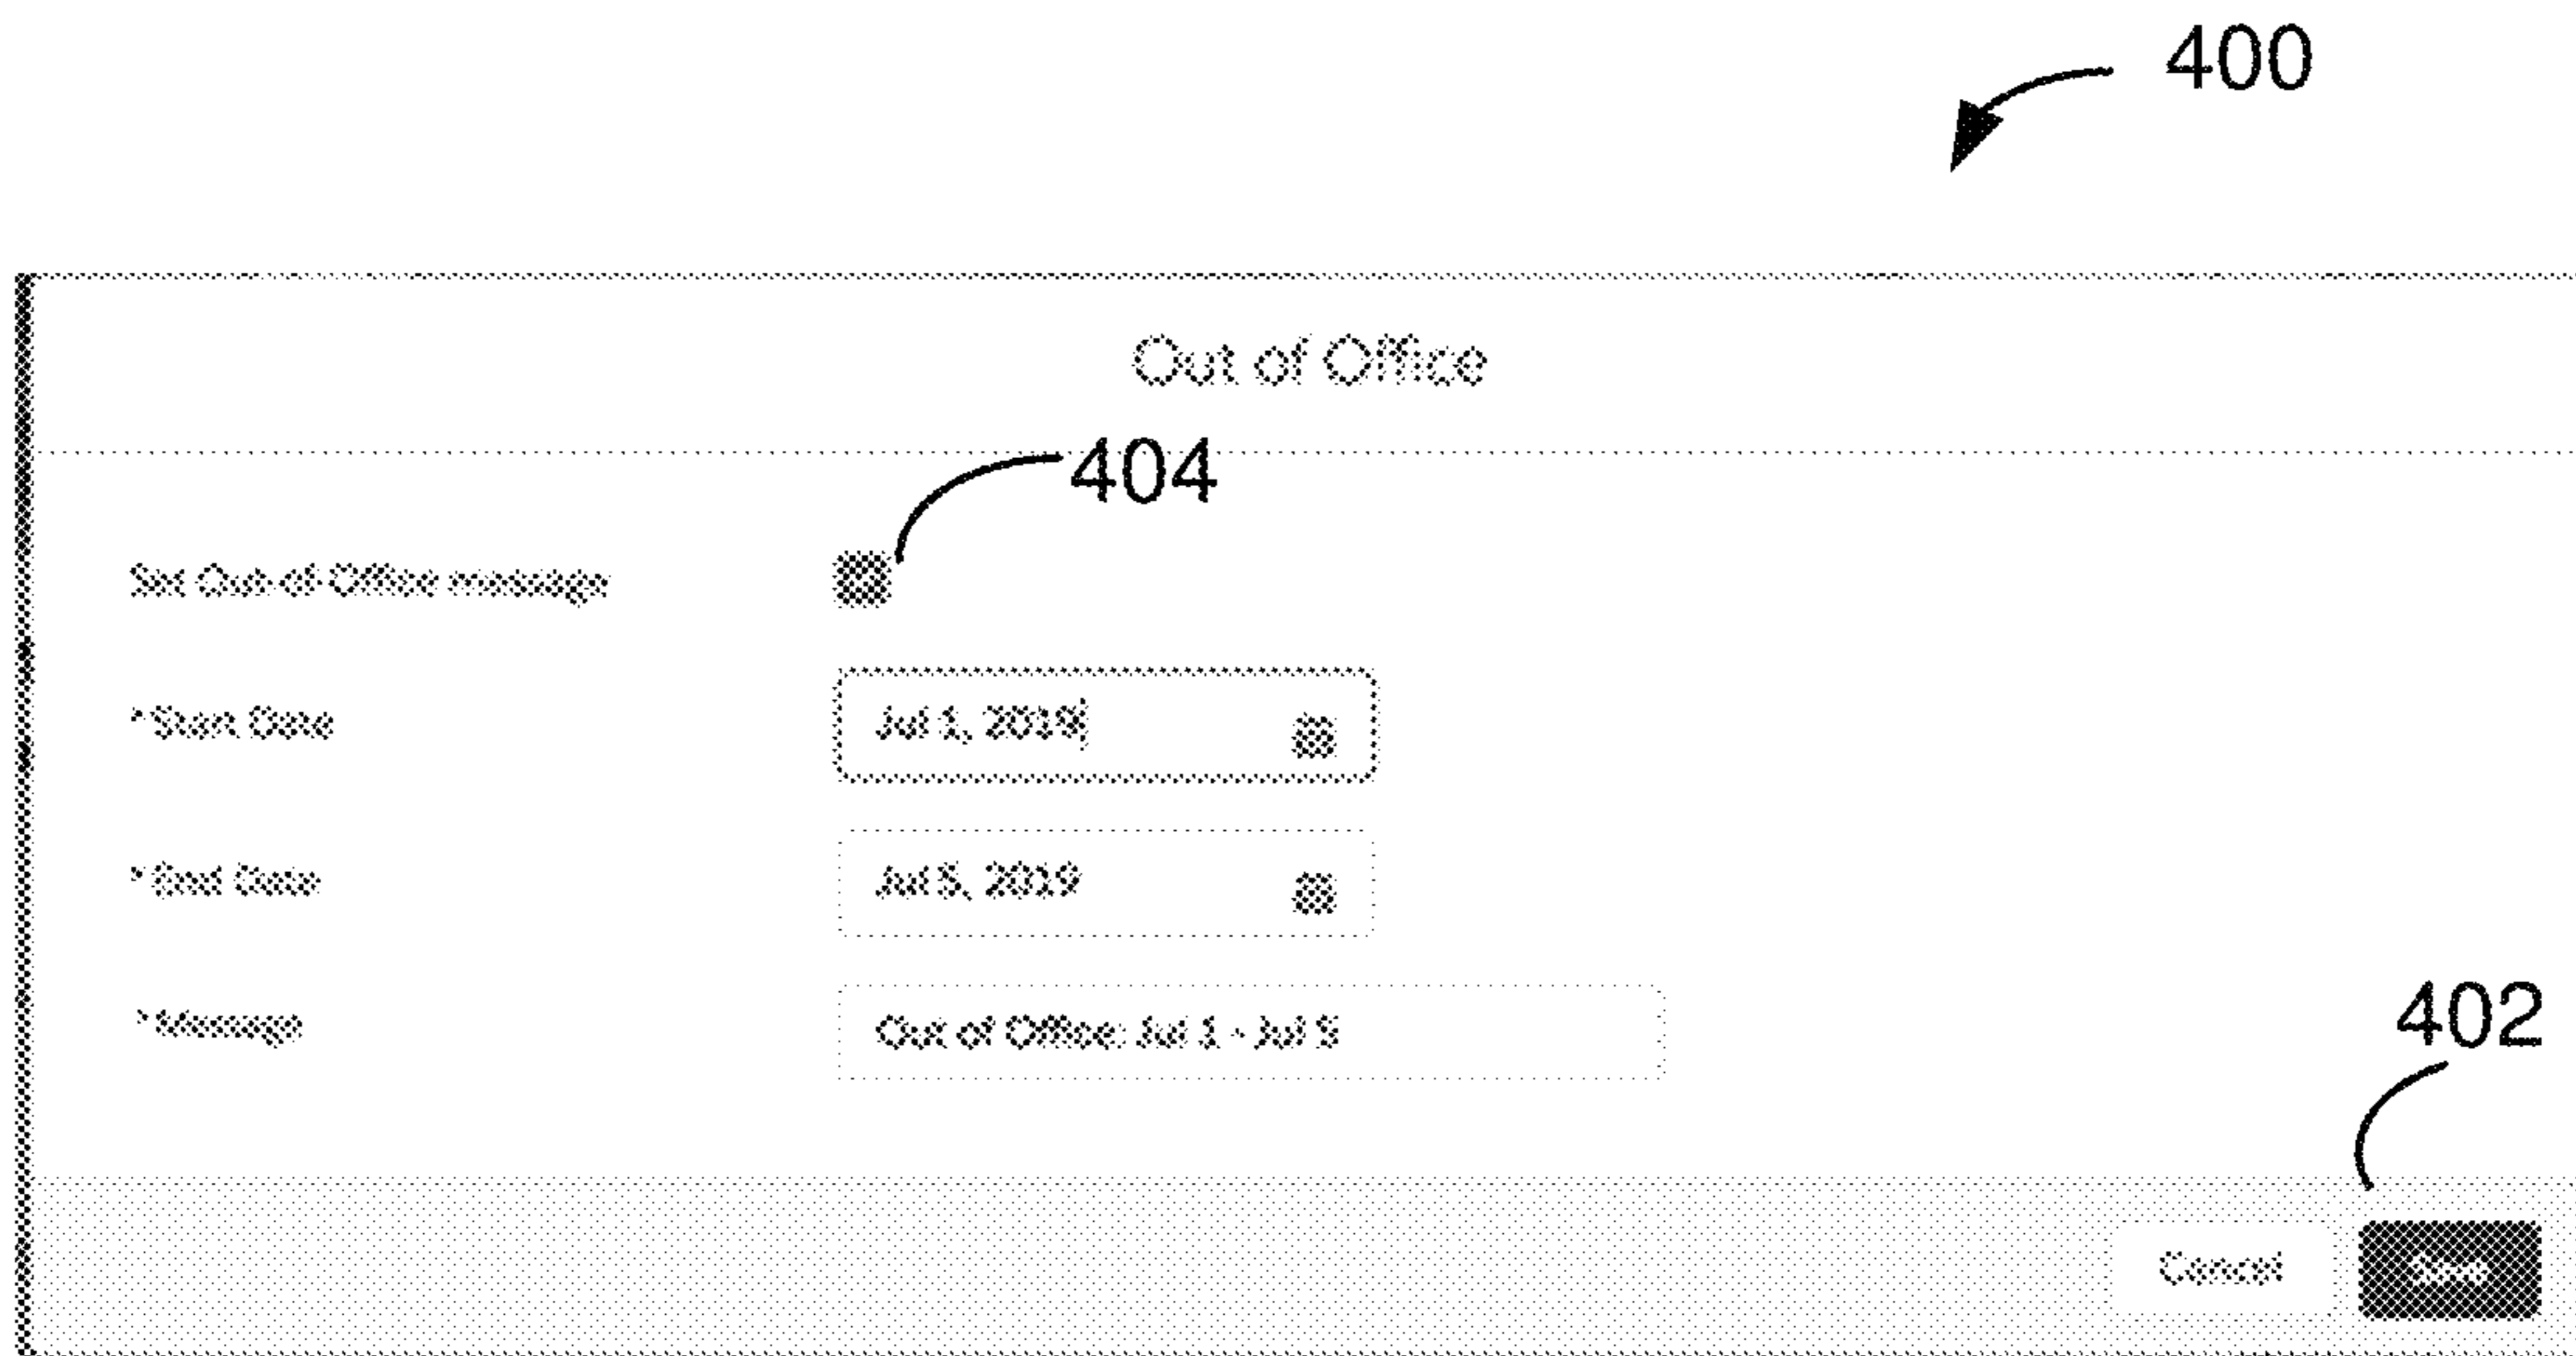 400
Out of Office
404
Set Out of Office message
* Start Date
Jul 1, 2019
* End Date
Jul 5, 2019
* Message
Out of Office: Jul 1 - Jul 5
402
Cancel
Save